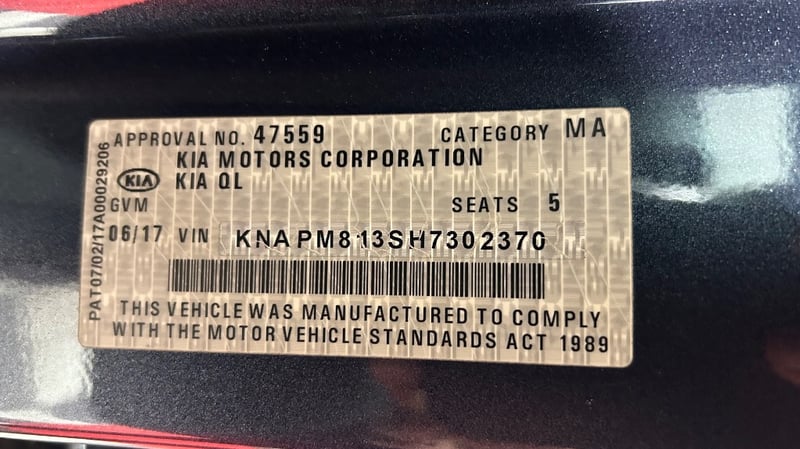 APPROVAL NO. 47559 CATEGORY MA
KIA MOTORS CORPORATION
KIA KIA QL
GVM SEATS 5
06/17 VIN KNAPM813SH7302370
THIS VEHICLE WAS MANUFACTURED TO COMPLY
WITH THE MOTOR VEHICLE STANDARDS ACT 1989
PAT07/02/17A00029206